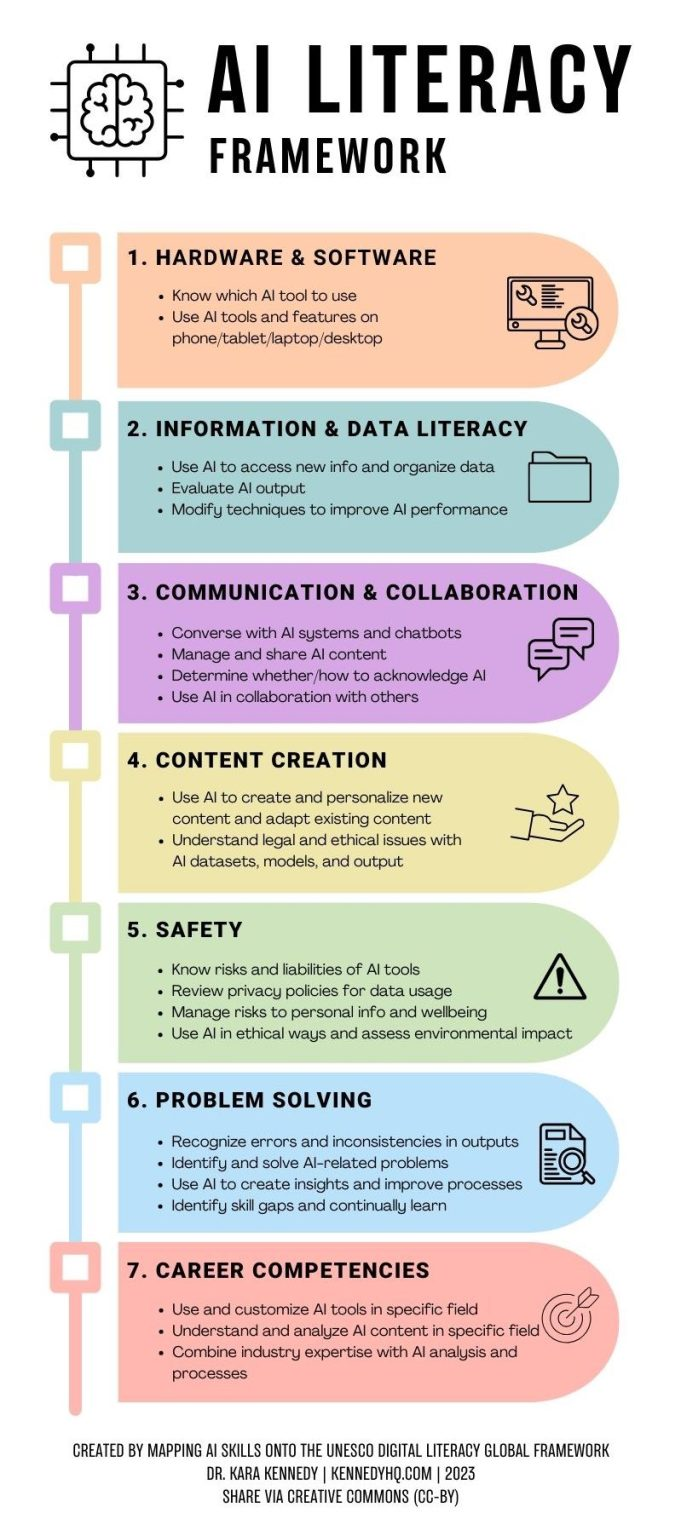 AI LITERACY
FRAMEWORK
1. HARDWARE & SOFTWARE
• Know which AI tool to use
• Use AI tools and features on
phone/tablet/laptop/desktop
2. INFORMATION & DATA LITERACY
• Use AI to access new info and organize data
• Evaluate AI output
• Modify techniques to improve AI performance
3. COMMUNICATION & COLLABORATION
• Converse with AI systems and chatbots
• Manage and share AI content
• Determine whether/how to acknowledge AI
• Use AI in collaboration with others
4. CONTENT CREATION
• Use AI to create and personalize new
content and adapt existing content
• Understand legal and ethical issues with
AI datasets, models, and output
5. SAFETY
• Know risks and liabilities of AI tools
• Review privacy policies for data usage
• Manage risks to personal info and wellbeing
• Use AI in ethical ways and assess environmental impact
6. PROBLEM SOLVING
• Recognize errors and inconsistencies in outputs
• Identify and solve AI-related problems
• Use AI to create insights and improve processes
• Identify skill gaps and continually learn
7. CAREER COMPETENCIES
• Use and customize AI tools in specific field
• Understand and analyze AI content in specific field
• Combine industry expertise with AI analysis and
processes
CREATED BY MAPPING AI SKILLS ONTO THE UNESCO DIGITAL LITERACY GLOBAL FRAMEWORK
DR. KARA KENNEDY | KENNEDYHQ.COM | 2023
SHARE VIA CREATIVE COMMONS (CC-BY)